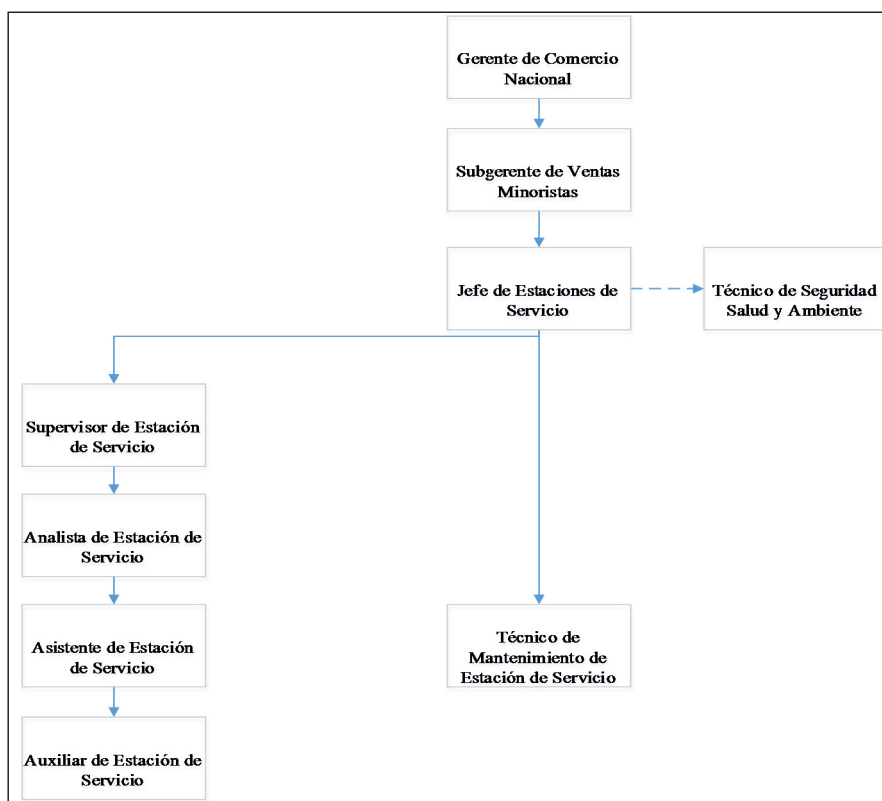 Gerente de Comercio
Nacional
Subgerente de Ventas
Minoristas
Jefe de Estaciones de
Servicio
Técnico de Seguridad
Salud y Ambiente
Supervisor de Estación
de Servicio
Analista de Estación de
Servicio
Asistente de Estación
de Servicio
Técnico de
Mantenimiento de
Estación de Servicio
Auxiliar de Estación de
Servicio